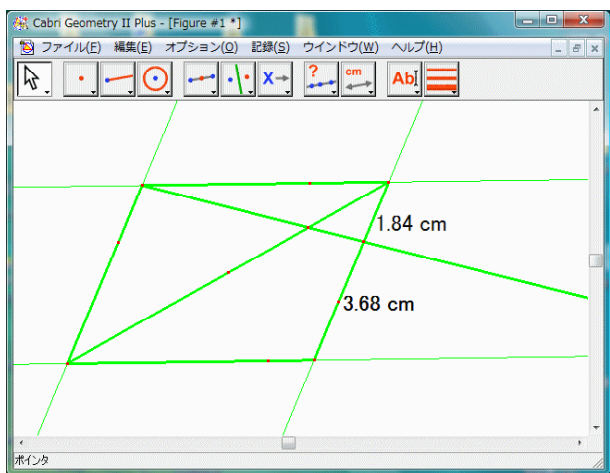 Cabri Geometry II Plus - [Figure #1 *]
ファイル(F) 編集(E) オプション(O) 記録(S) ウインドウ(W) ヘルプ(H)
X
?
cm
Ab
1.84 cm
3.68 cm
ポインタ